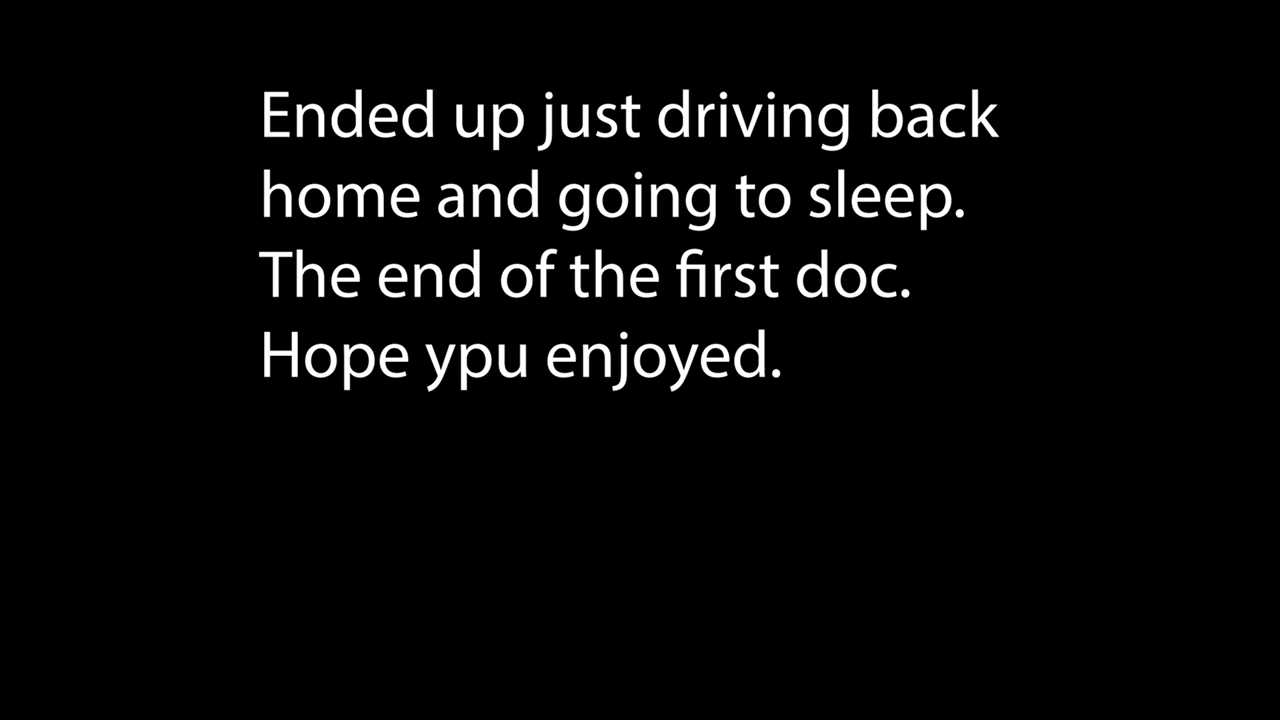 Ended up just driving back
home and going to sleep.
The end of the first doc.
Hope ypu enjoyed.